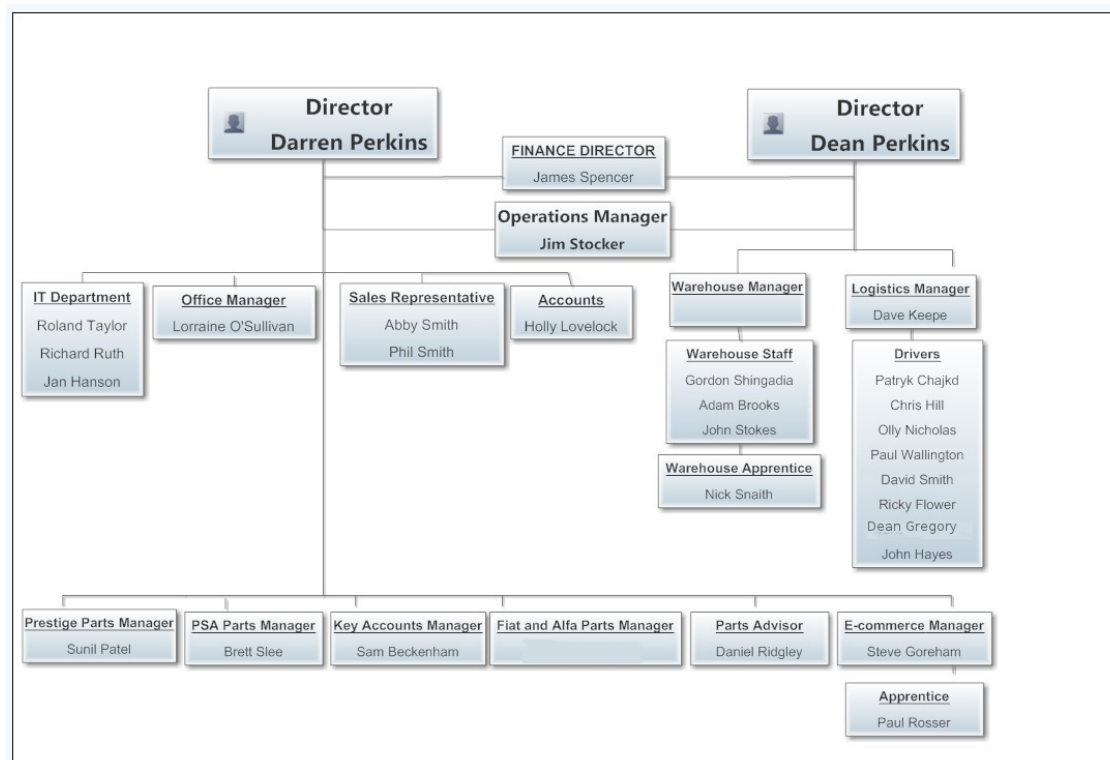 Director
Darren Perkins
Director
Dean Perkins
FINANCE DIRECTOR
James Spencer
Operations Manager
Jim Stocker
IT Department
Roland Taylor
Richard Ruth
Jan Hanson
Office Manager
Lorraine O'Sullivan
Sales Representative
Abby Smith
Phil Smith
Accounts
Holly Lovelock
Warehouse Manager
Logistics Manager
Dave Keepe
Warehouse Staff
Gordon Shingadia
Adam Brooks
John Stokes
Warehouse Apprentice
Nick Snaith
Drivers
Patryk Chajkd
Chris Hill
Olly Nicholas
Paul Wallington
David Smith
Ricky Flower
Dean Gregory
John Hayes
Prestige Parts Manager
Sunil Patel
PSA Parts Manager
Brett Slee
Key Accounts Manager
Sam Beckenham
Fiat and Alfa Parts Manager
Parts Advisor
Daniel Ridgley
E-commerce Manager
Steve Goreham
Apprentice
Paul Rosser